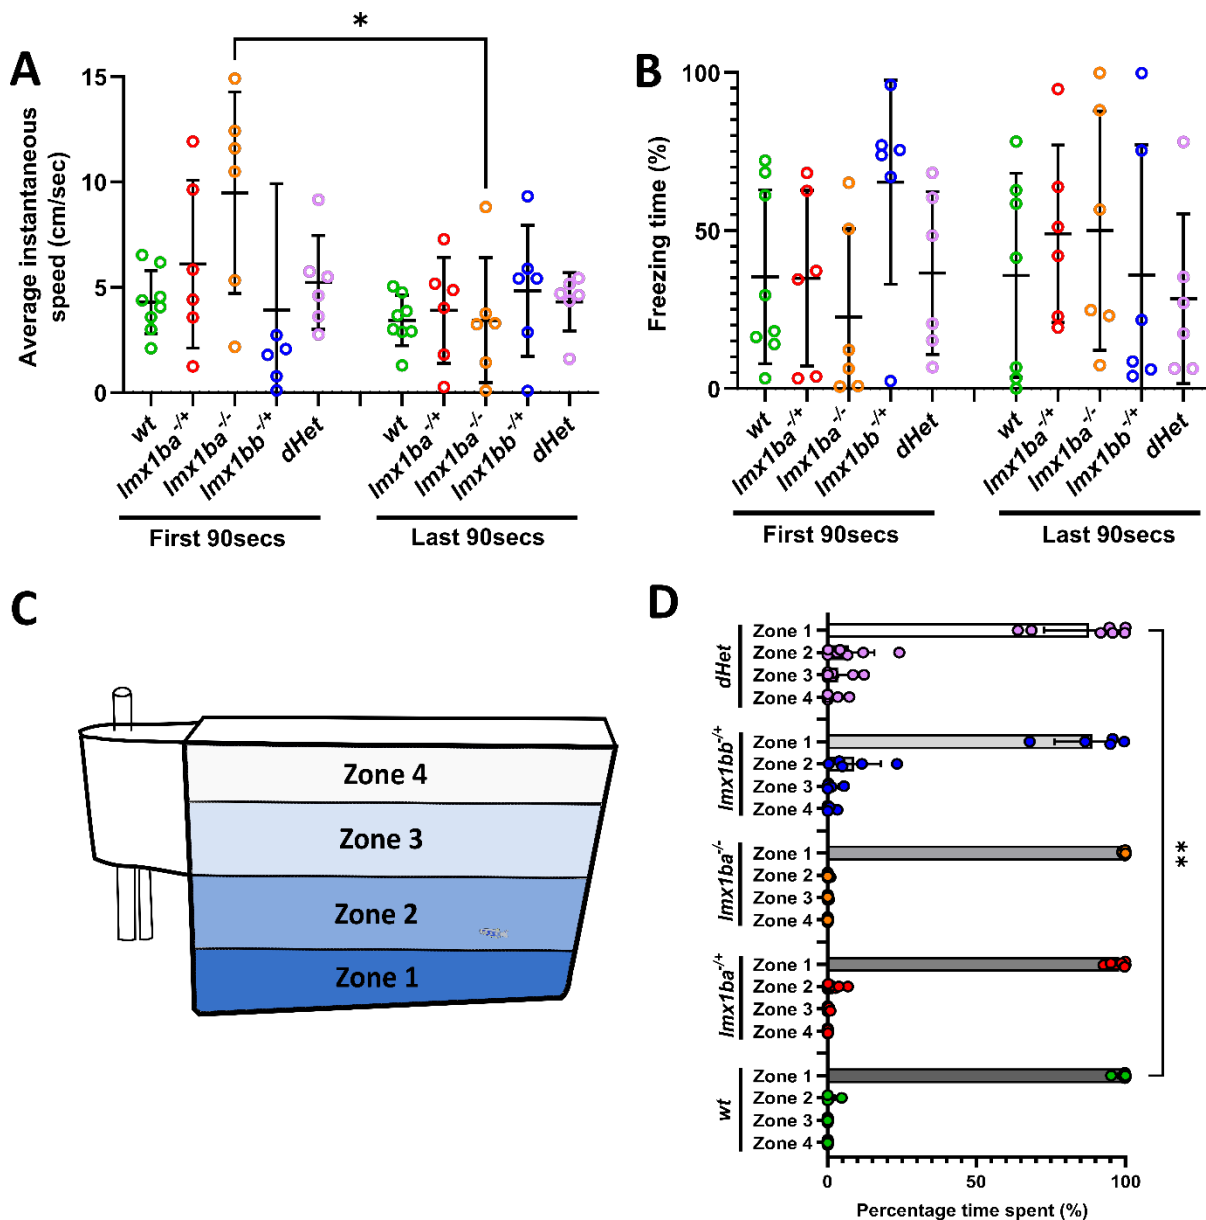 A
*
15
10
5
0
Average instantaneous
speed (cm/sec)
wt
lmx1ba -/+
lmx1ba -/-
lmx1bb -/+
dHet
wt
lmx1ba -/+
lmx1ba -/-
lmx1bb -/+
dHet
First 90secs
Last 90secs
B
100
50
0
Freezing time (%)
wt
lmx1ba -/+
lmx1ba -/-
lmx1bb -/+
dHet
wt
lmx1ba -/+
lmx1ba -/-
lmx1bb -/+
dHet
First 90secs
Last 90secs
C
Zone 4
Zone 3
Zone 2
Zone 1
D
dHet
Zone 1
Zone 2
Zone 3
Zone 4
lmx1bb -/+
Zone 1
Zone 2
Zone 3
Zone 4
lmx1ba -/-
Zone 1
Zone 2
Zone 3
Zone 4
lmx1ba -/+
Zone 1
Zone 2
Zone 3
Zone 4
wt
Zone 1
Zone 2
Zone 3
Zone 4
**
0
50
100
Percentage time spent (%)